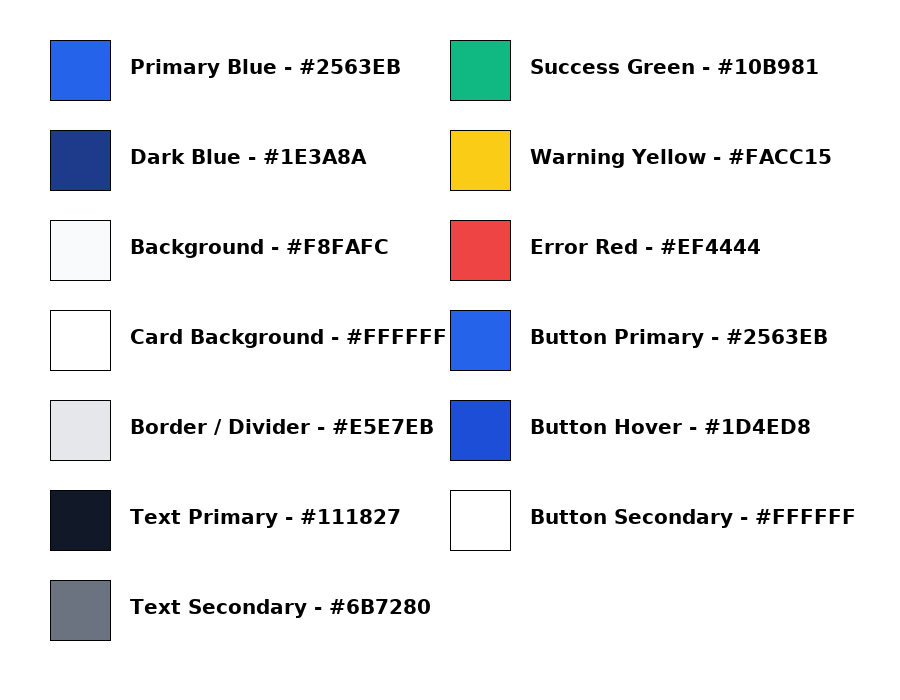 Primary Blue - #2563EB
Dark Blue - #1E3A8A
Background - #F8FAFC
Card Background - #FFFFFF
Border / Divider - #E5E7EB
Text Primary - #111827
Text Secondary - #6B7280
Success Green - #10B981
Warning Yellow - #FACC15
Error Red - #EF4444
Button Primary - #2563EB
Button Hover - #1D4ED8
Button Secondary - #FFFFFF